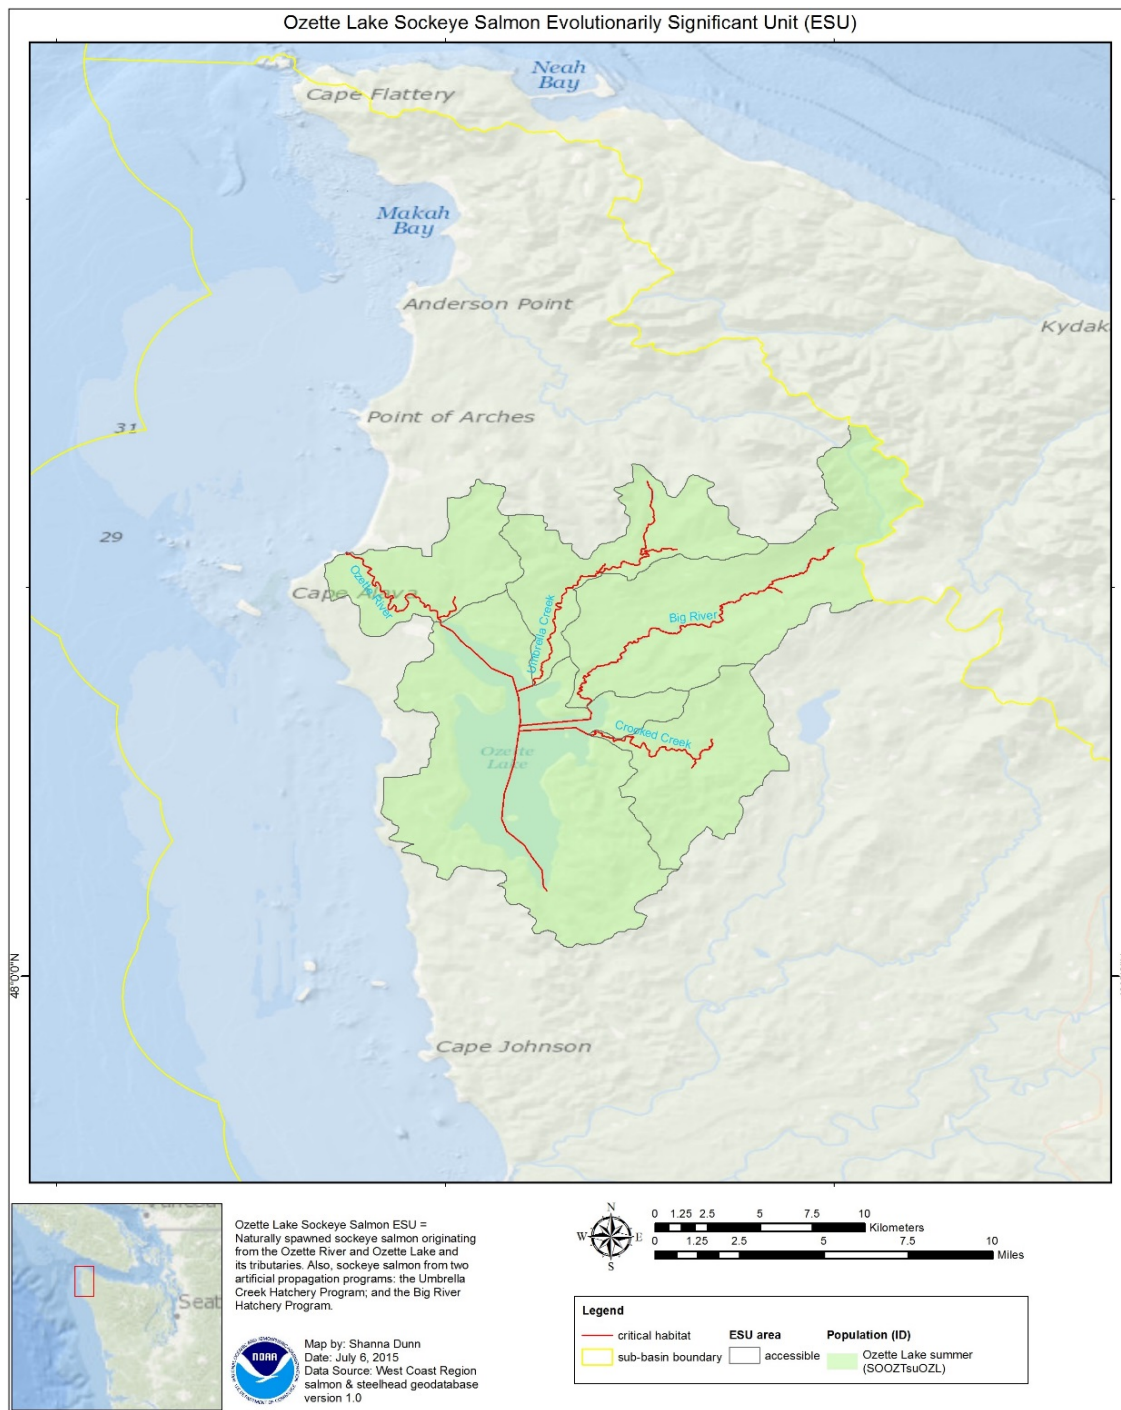 Ozette Lake Sockeye Salmon Evolutionarily Significant Unit (ESU)
Neah
Bay
Cape Flattery
Makah
Bay
Anderson Point
Kydak
Point of Arches
31
29
Ozette River
Cape Alava
Umbrella Creek
Big River
Crooked Creek
Ozette
Lake
48°0'0"N
Cape Johnson
Seat
Ozette Lake Sockeye Salmon ESU =
Naturally spawned sockeye salmon originating
from the Ozette River and Ozette Lake and
its tributaries. Also, sockeye salmon from two
artificial propagation programs: the Umbrella
Creek Hatchery Program; and the Big River
Hatchery Program.
NOAA
Map by: Shanna Dunn
Date: July 6, 2015
Data Source: West Coast Region
salmon & steelhead geodatabase
version 1.0
N
W E
S
0 1.25 2.5 5 7.5 10
Kilometers
0 1.25 2.5 5 7.5 10
Miles
Legend
critical habitat
sub-basin boundary
ESU area
accessible
Population (ID)
Ozette Lake summer
(SOOZTsuOZL)